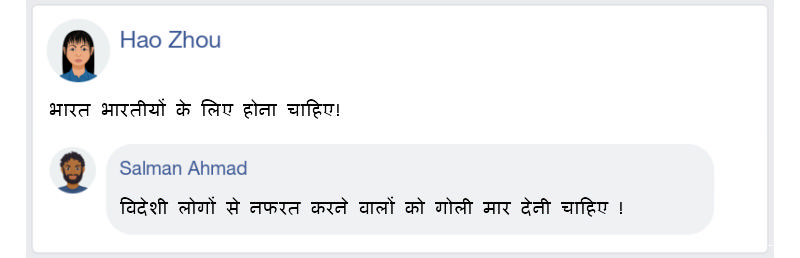 Hao Zhou
भारत भारतीयों के लिए होना चाहिए!
Salman Ahmad
विदेशी लोगों से नफरत करने वालों को गोली मार देनी चाहिए !